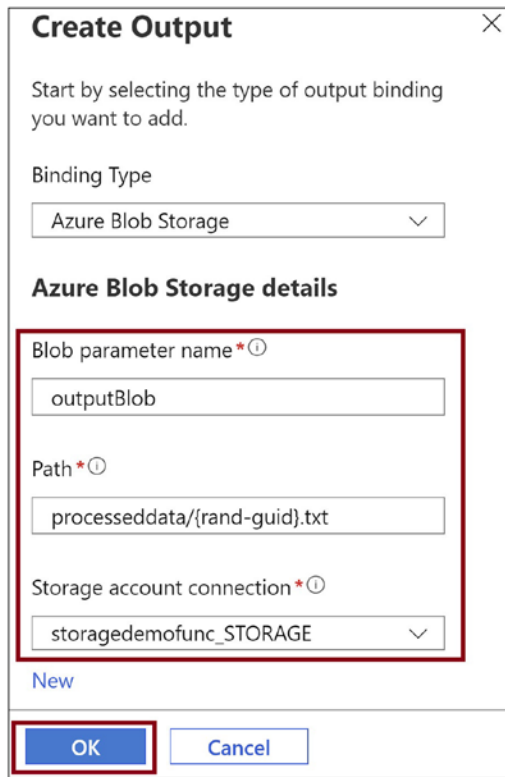 Create Output
Start by selecting the type of output binding
you want to add.
Binding Type
Azure Blob Storage
Azure Blob Storage details
Blob parameter name*
outputBlob
Path*
processeddata/{rand-guid}.txt
Storage account connection*
storagedemofunc_STORAGE
New
OK
Cancel